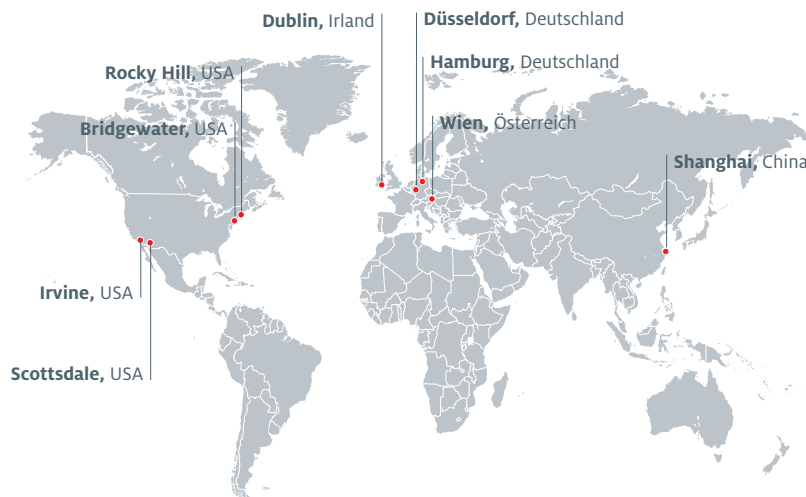 Dublin, Irland
Düsseldorf, Deutschland
Hamburg, Deutschland
Rocky Hill, USA
Bridgewater, USA
Wien, Österreich
Shanghai, China
Irvine, USA
Scottsdale, USA